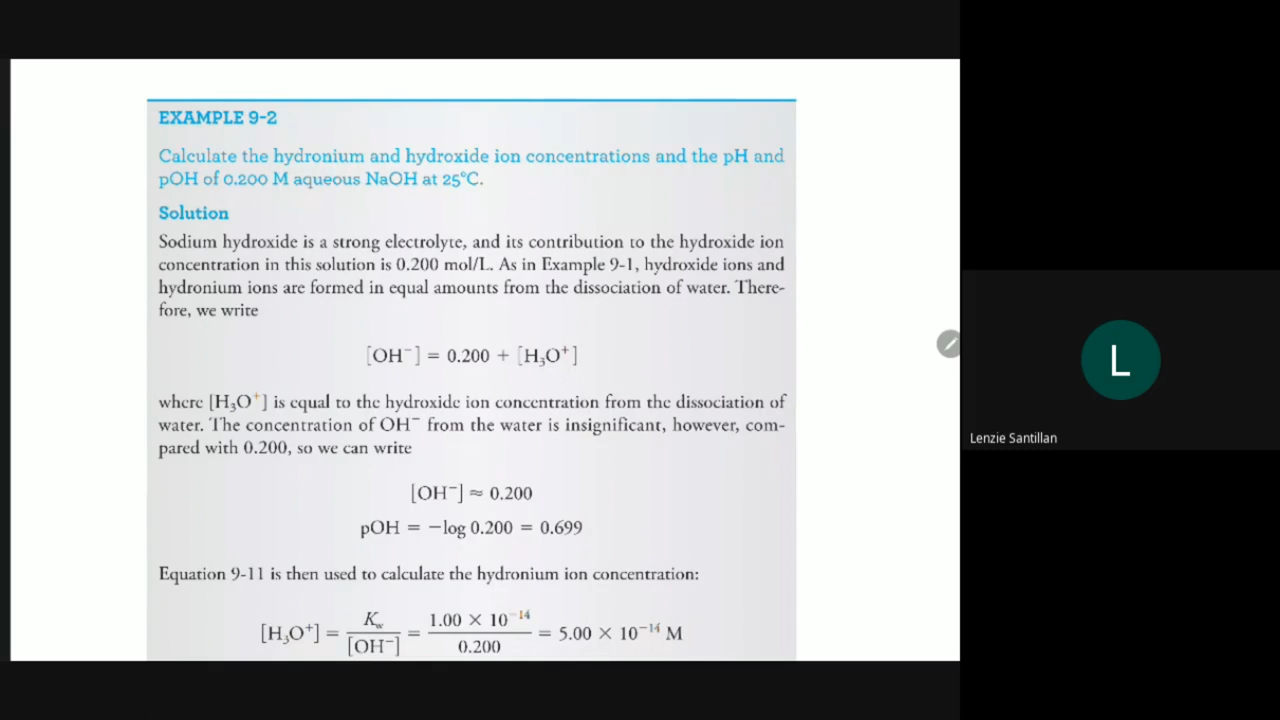 EXAMPLE 9-2
Calculate the hydronium and hydroxide ion concentrations and the pH and
pOH of 0.200 M aqueous NaOH at 25°C.
Solution
Sodium hydroxide is a strong electrolyte, and its contribution to the hydroxide ion
concentration in this solution is 0.200 mol/L. As in Example 9-1, hydroxide ions and
hydronium ions are formed in equal amounts from the dissociation of water. There-
fore, we write
[OH⁻] = 0.200 + [H₃O⁺]
where [H₃O⁺] is equal to the hydroxide ion concentration from the dissociation of
water. The concentration of OH⁻ from the water is insignificant, however, com-
pared with 0.200, so we can write
[OH⁻] ≈ 0.200
pOH = −log 0.200 = 0.699
Equation 9-11 is then used to calculate the hydronium ion concentration:
[H₃O⁺] = K_w / [OH⁻] = 1.00 × 10⁻¹⁴ / 0.200 = 5.00 × 10⁻¹⁴ M
L
Lenzie Santillan